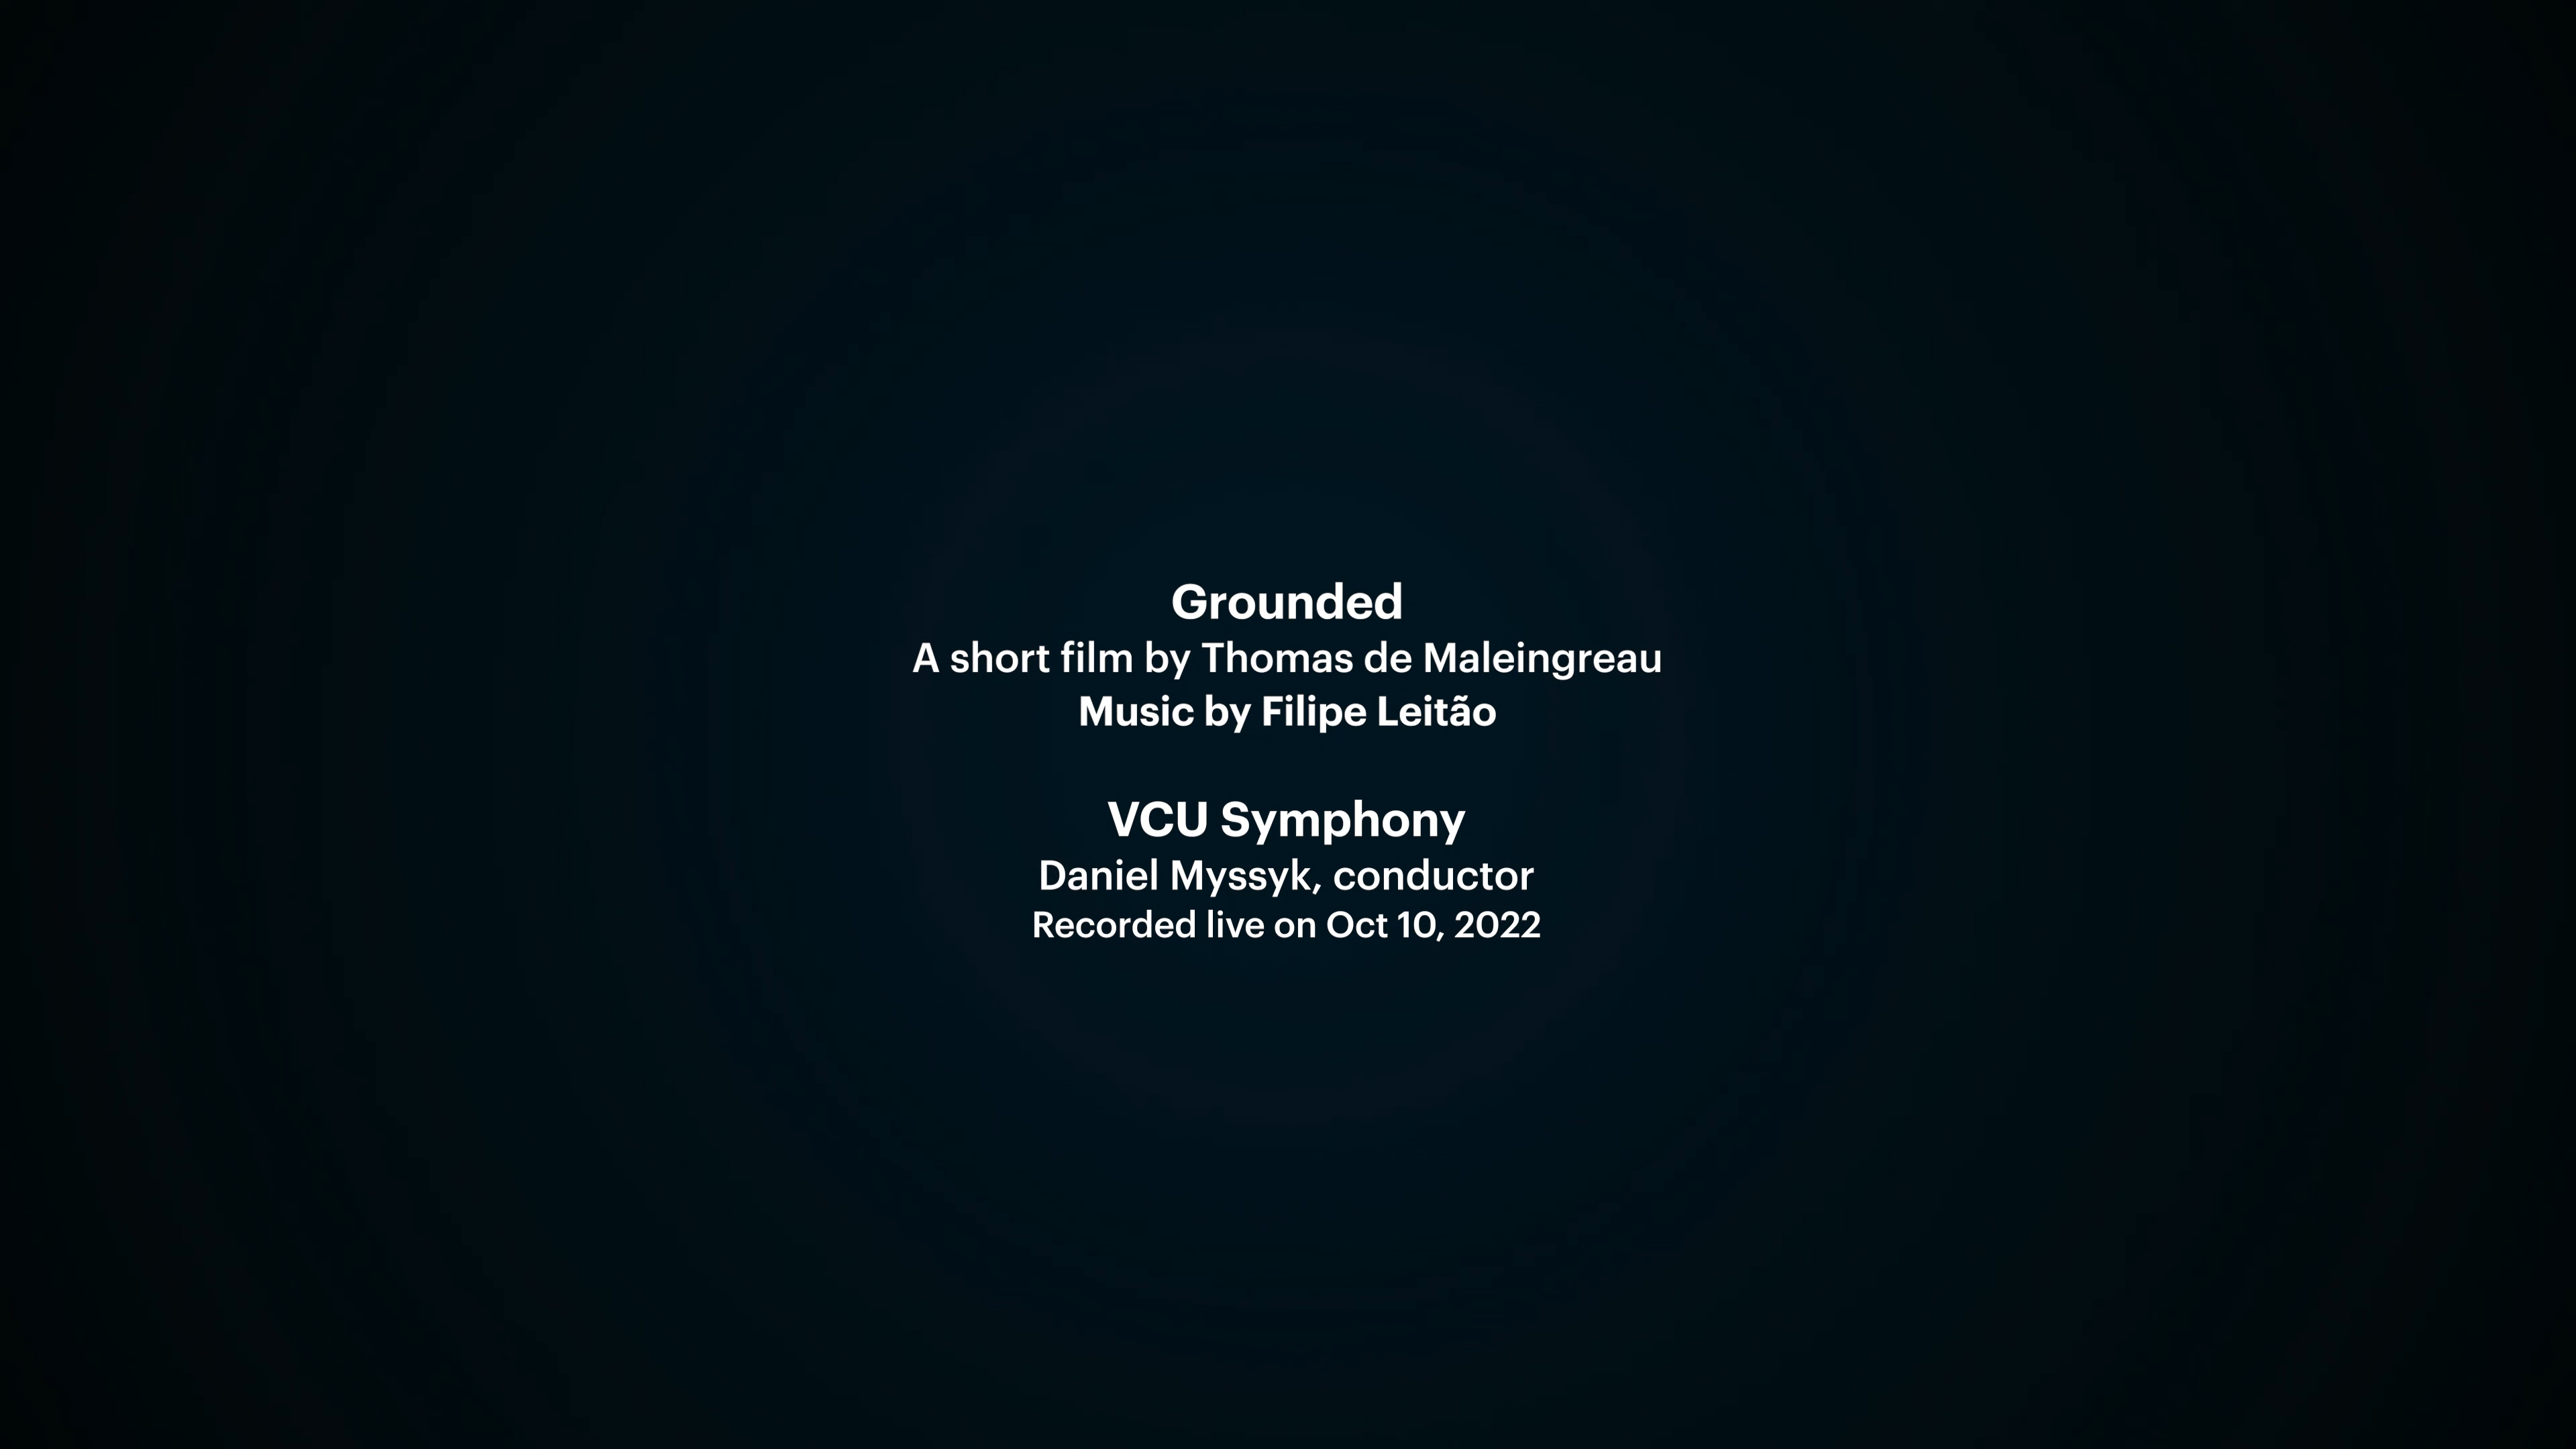 Grounded
A short film by Thomas de Maleingreau
Music by Filipe Leitão
VCU Symphony
Daniel Myssyk, conductor
Recorded live on Oct 10, 2022